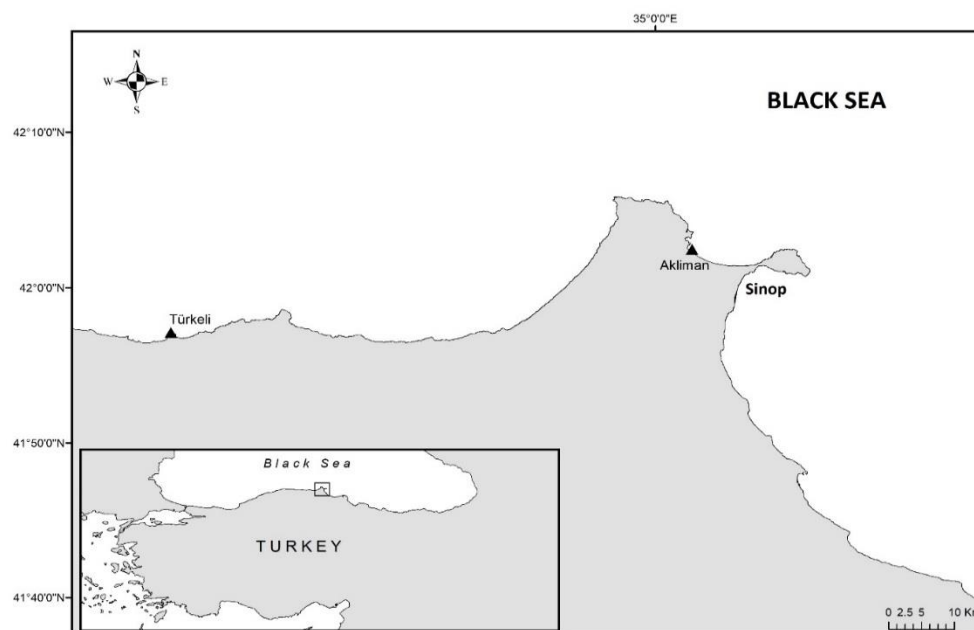 35°0'0"E
N
W E
S
BLACK SEA
42°10'0"N
Akliman
42°0'0"N
Sinop
Türkeli
41°50'0"N
Black Sea
TURKEY
41°40'0"N
0 2.5 5 10 Km